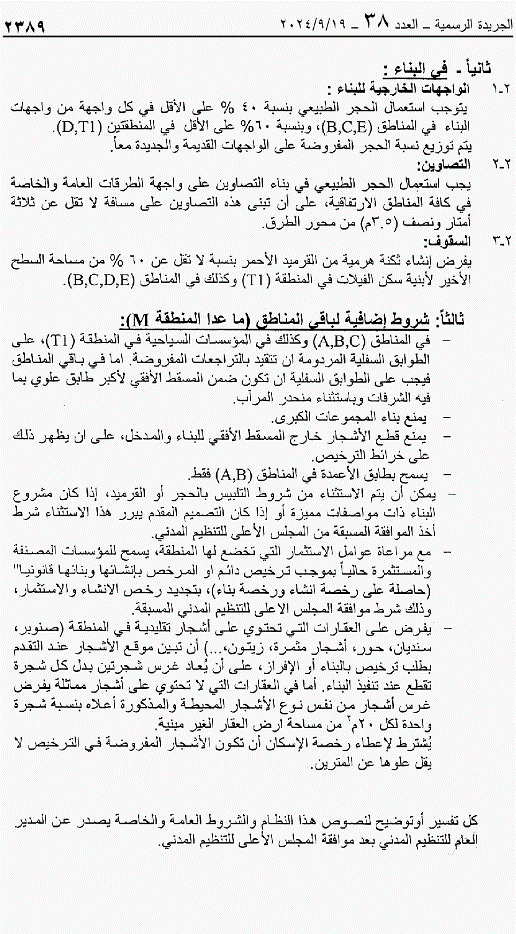 الجريدة الرسمية – العدد ٣٨ – ٢٠٢٤/٩/١٩ ٢٣٨٩
ثانياً - في البناء :
٢-١ الواجهات الخارجية للبناء :
يتوجب استعمال الحجر الطبيعي بنسبة ٤٠ % على الأقل في كل واجهة من واجهات
البناء في المناطق (B,C,E)، وبنسبة ٦٠% على الأقل في المنطقتين (D,T1).
يتم توزيع نسبة الحجر المفروضة على الواجهات القديمة والجديدة معاً.
٢-٢ التصاوين:
يجب استعمال الحجر الطبيعي في بناء التصاوين على واجهة الطرقات العامة والخاصة
في كافة المناطق الارتفاقية، على أن تبنى هذه التصاوين على مسافة لا تقل عن ثلاثة
أمتار ونصف (٣.٥م) من محور الطرق.
٢-٣ السقوف:
يفرض إنشاء ثكنة هرمية من القرميد الأحمر بنسبة لا تقل عن ٦٠ % من مساحة السطح
الأخير لأبنية سكن الفيلات في المنطقة (T1) وكذلك في المناطق (B,C,D,E).
ثالثاً: شروط إضافية لباقي المناطق (ما عدا المنطقة M):
– في المناطق (A,B,C) وكذلك في المؤسسات السياحية في المنطقة (T1)، على
الطوابق السفلية المردومة ان تتقيد بالتراجعات المفروضة. اما في باقي المناطق
فيجب على الطوابق السفلية ان تكون ضمن المسقط الأفقي لأكبر طابق علوي بما
فيه الشرفات وباستثناء منحدر المرآب.
– يمنع بناء المجموعات الكبرى.
– يمنع قطع الأشجار خارج المسقط الأفقي للبناء والمدخل، على ان يظهر ذلك
على خرائط الترخيص.
– يسمح بطابق الأعمدة في المناطق (A,B) فقط.
– يمكن أن يتم الاستثناء من شروط التلبيس بالحجر أو القرميد، إذا كان مشروع
البناء ذات مواصفات مميزة أو إذا كان التصميم المقدم يبرر هذا الاستثناء شرط
أخذ الموافقة المسبقة من المجلس الأعلى للتنظيم المدني.
– مع مراعاة عوامل الاستثمار التي تخضع لها المنطقة، يسمح للمؤسسات المصنفة
والمستثمرة حالياً بموجب ترخيص دائم او المرخص بإنشائها وبنائها قانونيا"
(حاصلة على رخصة انشاء ورخصة بناء)، بتجديد رخص الانشاء والاستثمار،
وذلك شرط موافقة المجلس الاعلى للتنظيم المدني المسبقة.
– يفرض على العقارات التي تحتوي على أشجار تقليدية في المنطقة (صنوبر،
سنديان، حور، أشجار مثمرة، زيتون،...) أن تبين موقع الأشجار عند التقدم
بطلب ترخيص بالبناء أو الإفراز، على أن يُعاد غرس شجرتين بدل كل شجرة
تقطع عند تنفيذ البناء. أما في العقارات التي لا تحتوي على أشجار مماثلة يفرض
غرس أشجار من نفس نوع الأشجار المحيطة والمذكورة أعلاه بنسبة شجرة
واحدة لكل ٢٠م٢ من مساحة ارض العقار الغير مبنية.
يُشترط لإعطاء رخصة الإسكان أن تكون الأشجار المفروضة في الترخيص لا
يقل علوها عن المترين.
كل تفسير أوتوضيح لنصوص هذا النظام والشروط العامة والخاصة يصدر عن المدير
العام للتنظيم المدني بعد موافقة المجلس الأعلى للتنظيم المدني.